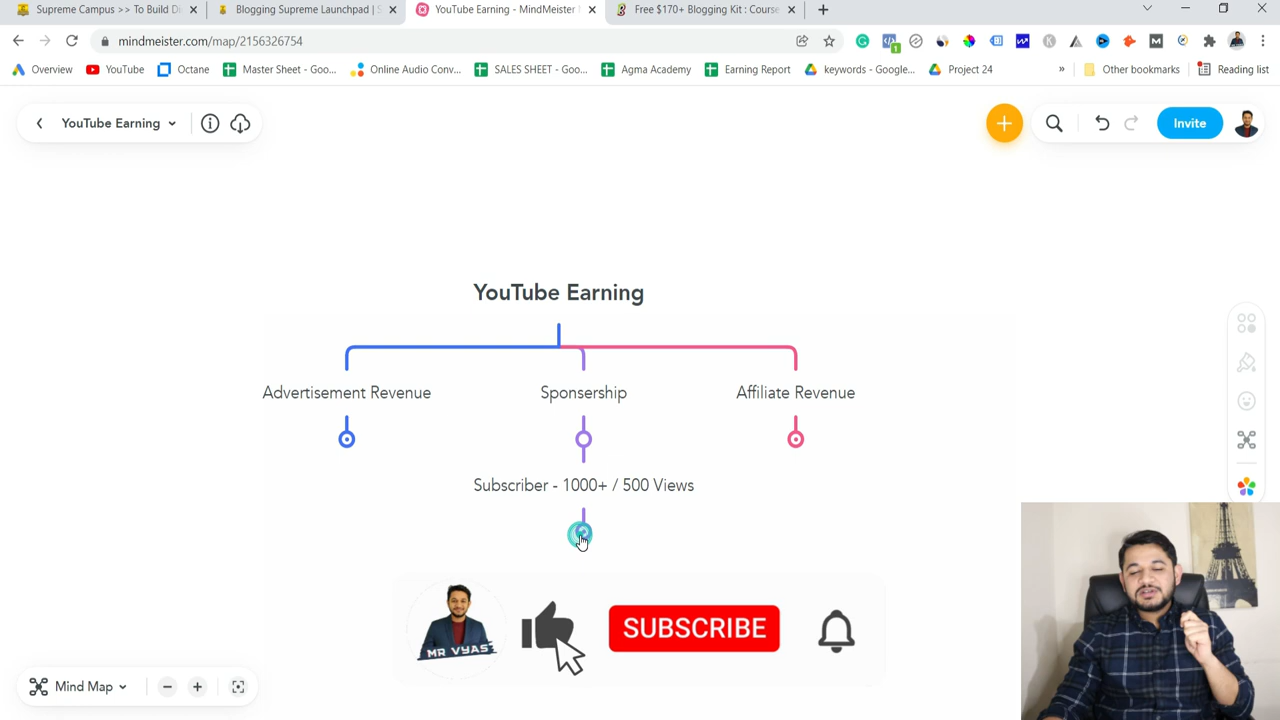 Supreme Campus >> To Build Di
Blogging Supreme Launchpad | S
YouTube Earning - MindMeister
Free $170+ Blogging Kit : Course
mindmeister.com/map/2156326754
Overview
YouTube
Octane
Master Sheet - Goo...
Online Audio Conv...
SALES SHEET - Goo...
Agma Academy
Earning Report
keywords - Google...
Project 24
»
Other bookmarks
Reading list
YouTube Earning
Invite
YouTube Earning
Advertisement Revenue
Sponsership
Affiliate Revenue
Subscriber - 1000+ / 500 Views
MR VYAS
SUBSCRIBE
Mind Map